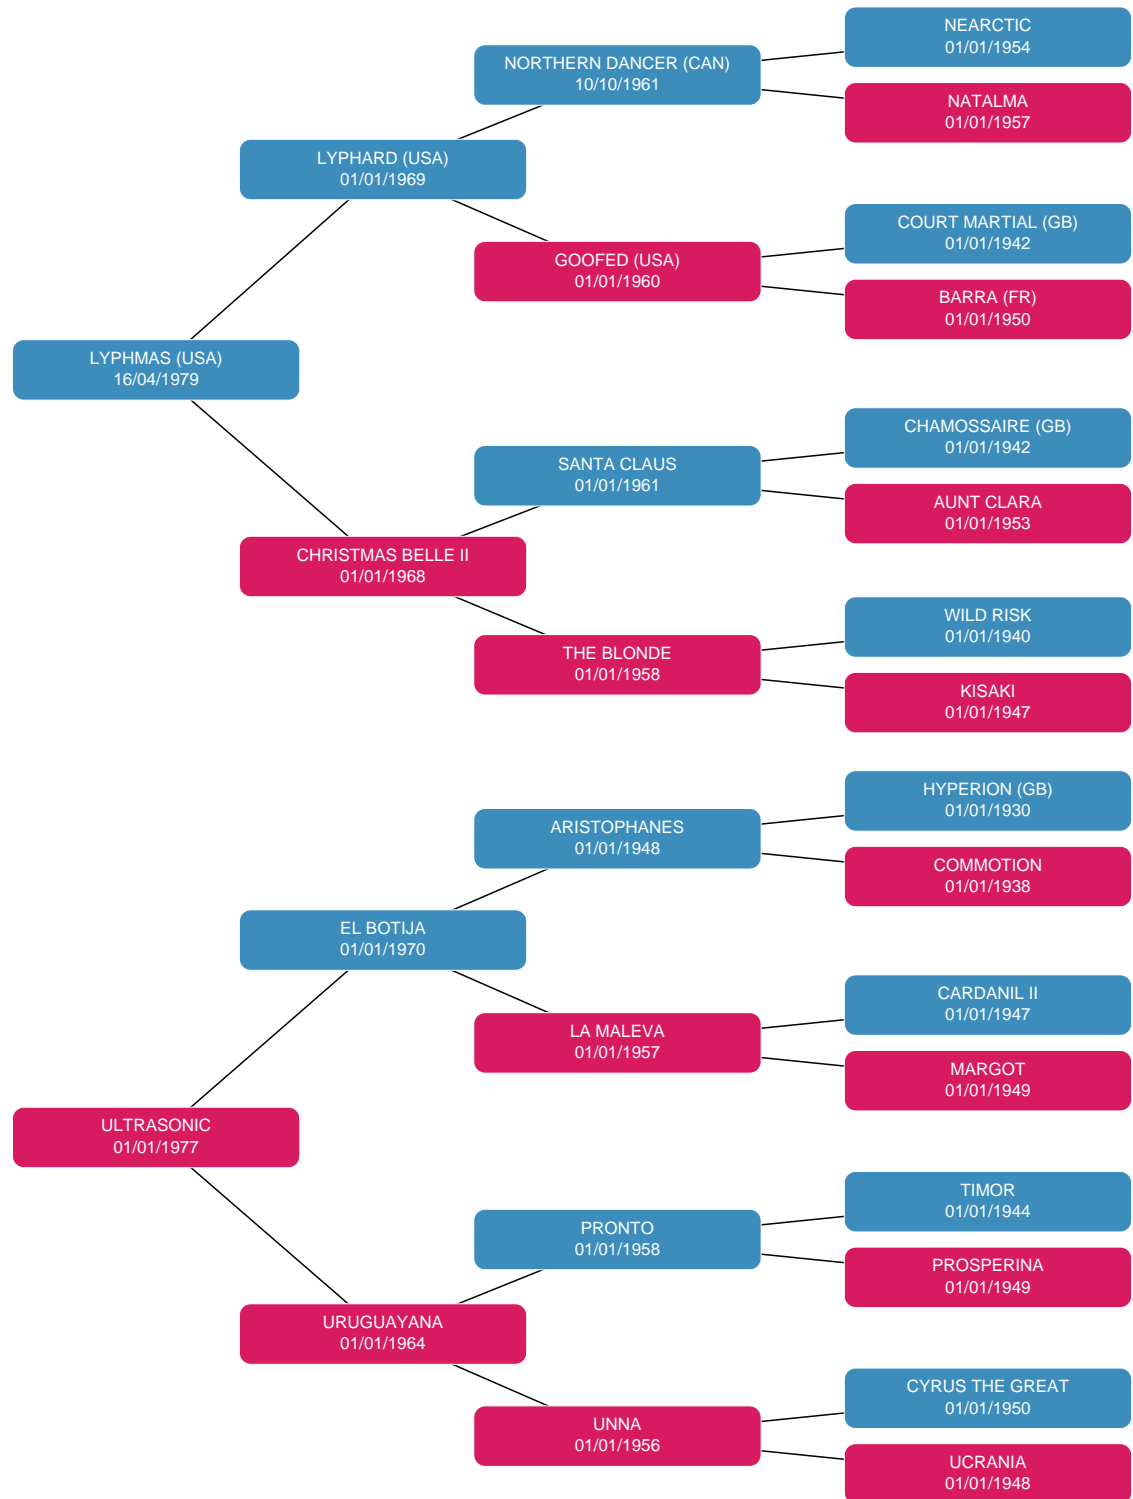 NEARCTIC
01/01/1954
NORTHERN DANCER (CAN)
10/10/1961
NATALMA
01/01/1957
LYPHARD (USA)
01/01/1969
COURT MARTIAL (GB)
01/01/1942
GOOFED (USA)
01/01/1960
BARRA (FR)
01/01/1950
LYPHMAS (USA)
16/04/1979
CHAMOSSAIRE (GB)
01/01/1942
SANTA CLAUS
01/01/1961
AUNT CLARA
01/01/1953
CHRISTMAS BELLE II
01/01/1968
WILD RISK
01/01/1940
THE BLONDE
01/01/1958
KISAKI
01/01/1947
HYPERION (GB)
01/01/1930
ARISTOPHANES
01/01/1948
COMMOTION
01/01/1938
EL BOTIJA
01/01/1970
CARDANIL II
01/01/1947
LA MALEVA
01/01/1957
MARGOT
01/01/1949
ULTRASONIC
01/01/1977
TIMOR
01/01/1944
PRONTO
01/01/1958
PROSPERINA
01/01/1949
URUGUAYANA
01/01/1964
CYRUS THE GREAT
01/01/1950
UNNA
01/01/1956
UCRANIA
01/01/1948